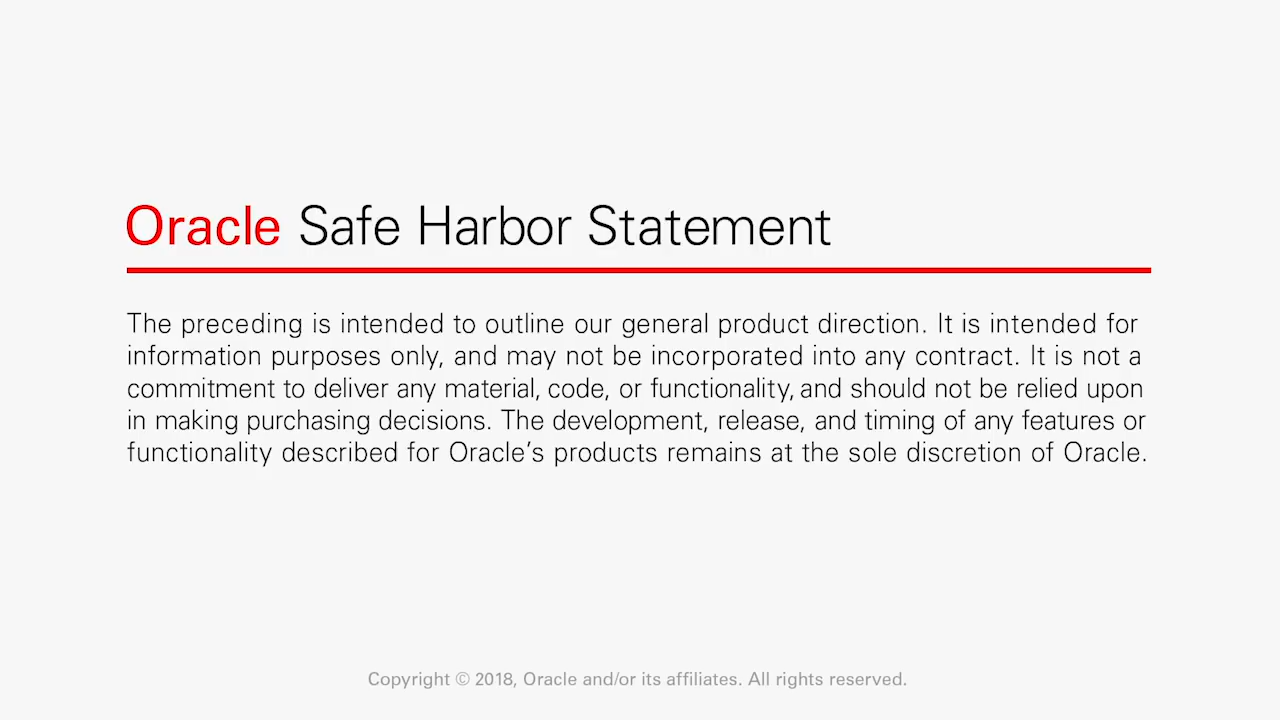 Oracle Safe Harbor Statement
The preceding is intended to outline our general product direction. It is intended for
information purposes only, and may not be incorporated into any contract. It is not a
commitment to deliver any material, code, or functionality, and should not be relied upon
in making purchasing decisions. The development, release, and timing of any features or
functionality described for Oracle’s products remains at the sole discretion of Oracle.
Copyright © 2018, Oracle and/or its affiliates. All rights reserved.